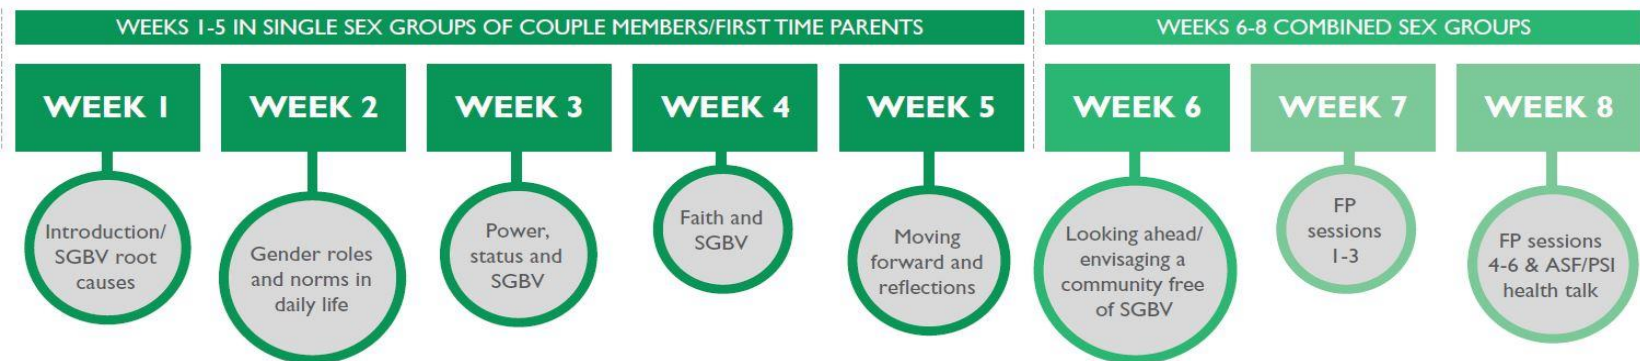 WEEKS 1-5 IN SINGLE SEX GROUPS OF COUPLE MEMBERS/FIRST TIME PARENTS
WEEKS 6-8 COMBINED SEX GROUPS
WEEK 1
WEEK 2
WEEK 3
WEEK 4
WEEK 5
WEEK 6
WEEK 7
WEEK 8
Introduction/
SGBV root
causes
Gender roles
and norms in
daily life
Power,
status and
SGBV
Faith and
SGBV
Moving
forward and
reflections
Looking ahead/
envisaging a
community free
of SGBV
FP
sessions
1-3
FP sessions
4-6 & ASF/PSI
health talk